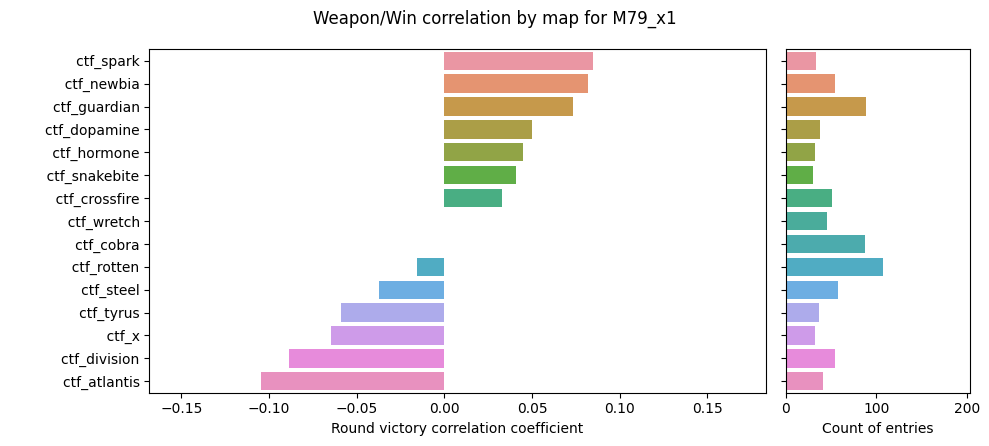 Weapon/Win correlation by map for M79_x1
ctf_spark
ctf_newbia
ctf_guardian
ctf_dopamine
ctf_hormone
ctf_snakebite
ctf_crossfire
ctf_wretch
ctf_cobra
ctf_rotten
ctf_steel
ctf_tyrus
ctf_x
ctf_division
ctf_atlantis
−0.15 −0.10 −0.05 0.00 0.05 0.10 0.15
Round victory correlation coefficient
0 100 200
Count of entries